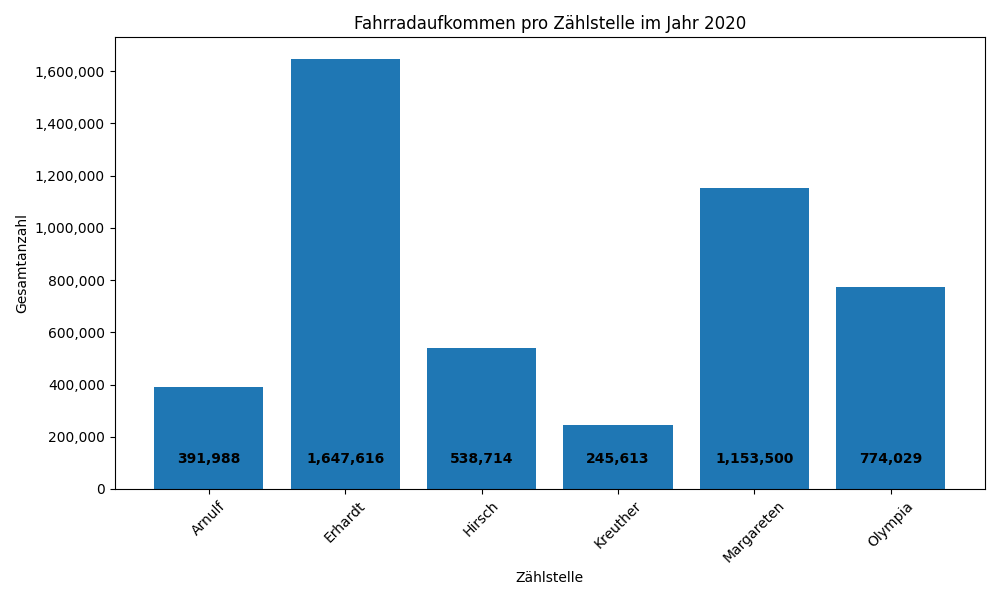 Fahrradaufkommen pro Zählstelle im Jahr 2020
Gesamtanzahl
1,600,000
1,400,000
1,200,000
1,000,000
800,000
600,000
400,000
200,000
0
391,988
1,647,616
538,714
245,613
1,153,500
774,029
Arnulf
Erhardt
Hirsch
Kreuther
Margareten
Olympia
Zählstelle